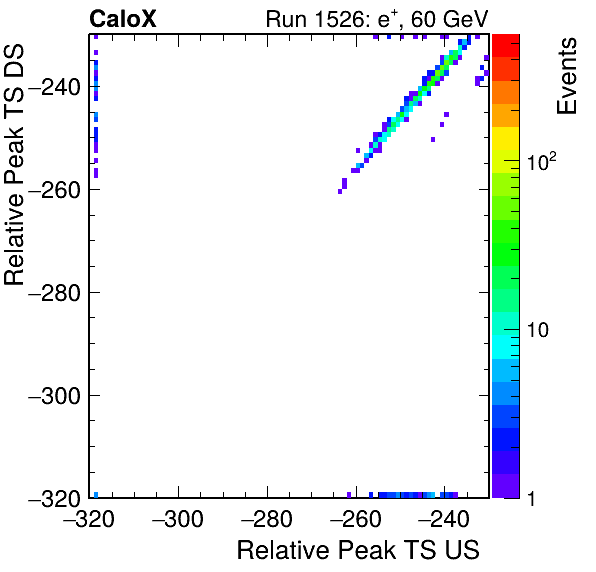 CaloX Run 1526: e⁺, 60 GeV
Relative Peak TS DS
−240
−260
−280
−300
−320
−320 −300 −280 −260 −240
Relative Peak TS US
Events
10²
10
1